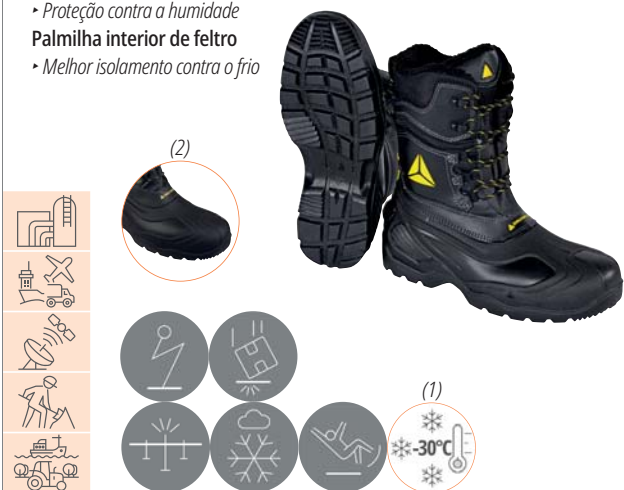 ‣ Proteção contra a humidade
Palmilha interior de feltro
‣ Melhor isolamento contra o frio
(2)
(1)
-30°C